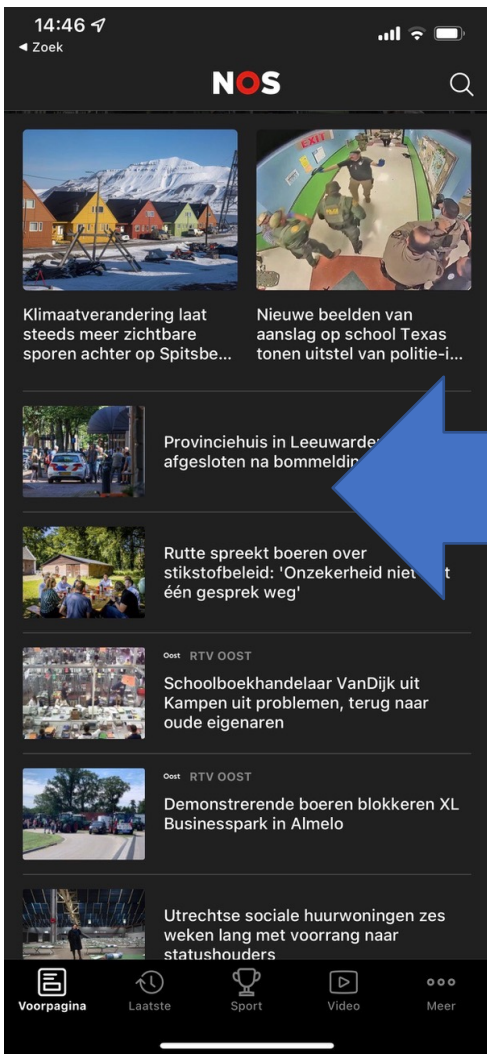 14:46
◀ Zoek
NOS
EXIT
Klimaatverandering laat
steeds meer zichtbare
sporen achter op Spitsbe...
Nieuwe beelden van
aanslag op school Texas
tonen uitstel van politie-i...
Provinciehuis in
afgesloten na
Rutte spreekt boeren over
stikstofbeleid: 'Onzekerheid
één gesprek weg'
Oost RTV OOST
Schoolboekhandelaar VanDijk uit
Kampen uit problemen, terug naar
oude eigenaren
Oost RTV OOST
Demonstrerende boeren blokkeren XL
Businesspark in Almelo
Utrechtse sociale huurwoningen zes
weken lang met voorrang naar
statushouders
Voorpagina
Laatste
Sport
Video
Meer